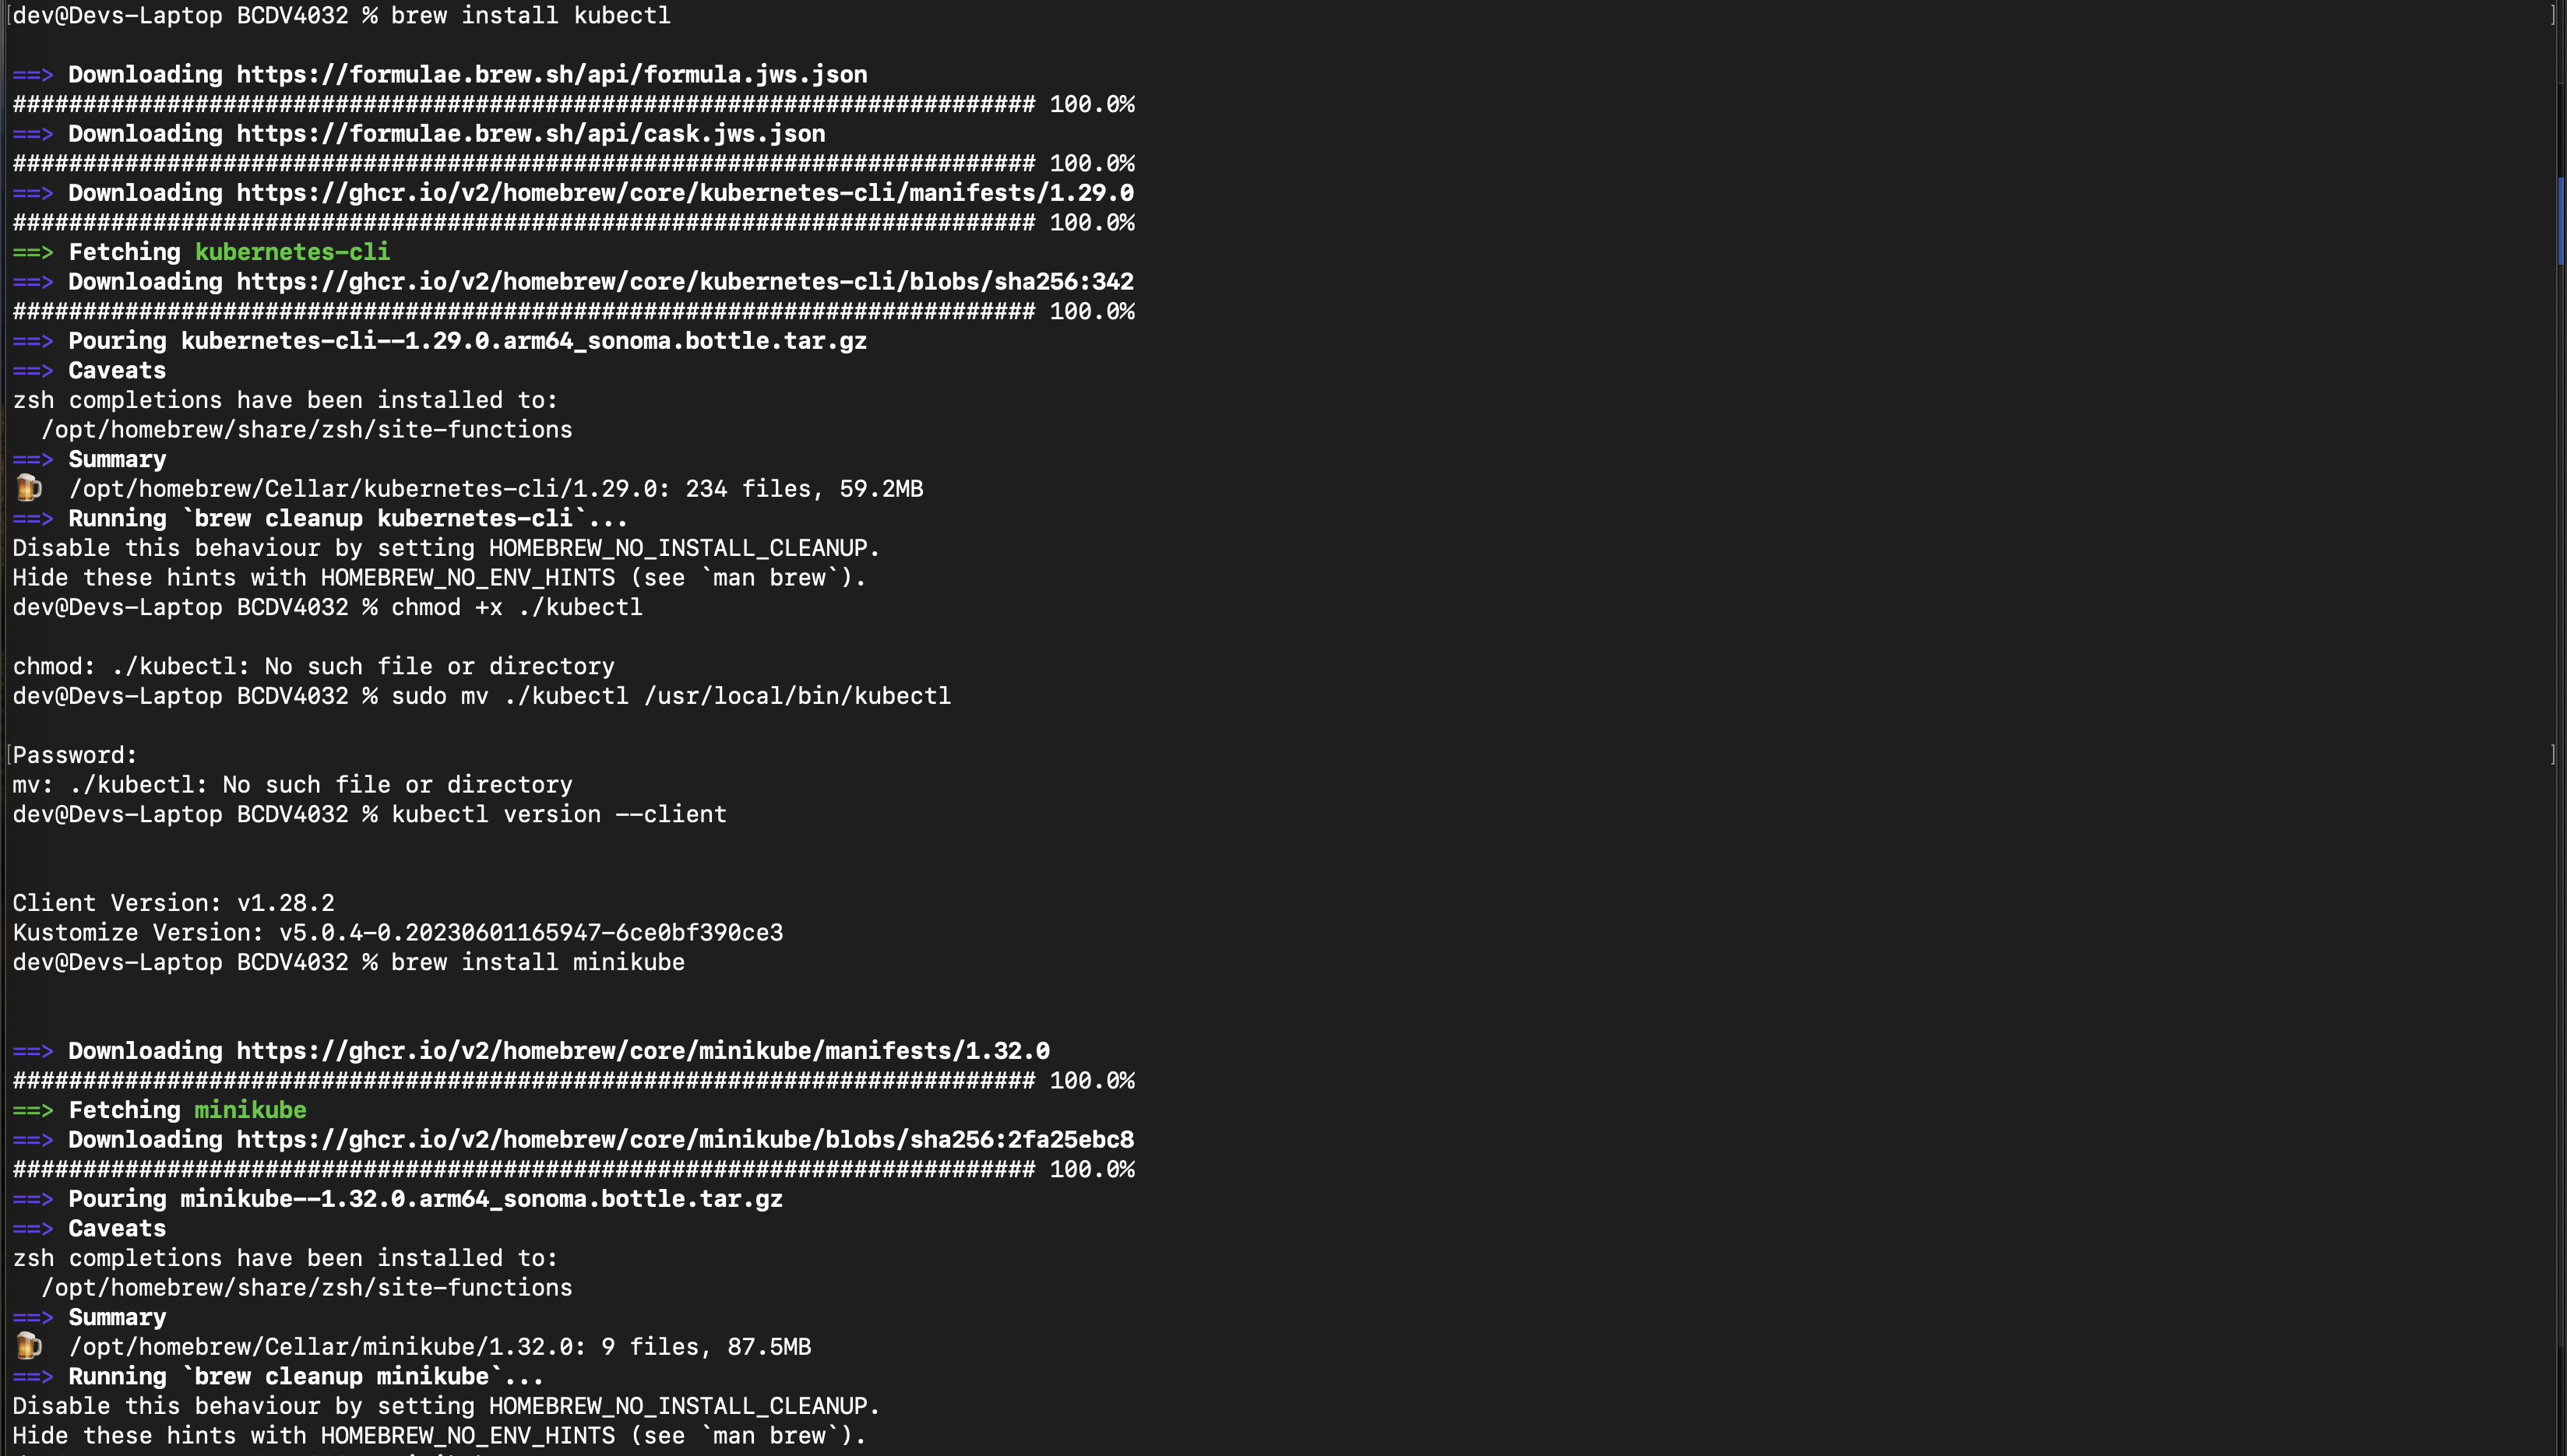 [dev@Devs-Laptop BCDV4032 % brew install kubectl ]
==> Downloading https://formulae.brew.sh/api/formula.jws.json
######################################################################### 100.0%
==> Downloading https://formulae.brew.sh/api/cask.jws.json
######################################################################### 100.0%
==> Downloading https://ghcr.io/v2/homebrew/core/kubernetes-cli/manifests/1.29.0
######################################################################### 100.0%
==> Fetching kubernetes-cli
==> Downloading https://ghcr.io/v2/homebrew/core/kubernetes-cli/blobs/sha256:342
######################################################################### 100.0%
==> Pouring kubernetes-cli--1.29.0.arm64_sonoma.bottle.tar.gz
==> Caveats
zsh completions have been installed to:
  /opt/homebrew/share/zsh/site-functions
==> Summary
🍺  /opt/homebrew/Cellar/kubernetes-cli/1.29.0: 234 files, 59.2MB
==> Running `brew cleanup kubernetes-cli`...
Disable this behaviour by setting HOMEBREW_NO_INSTALL_CLEANUP.
Hide these hints with HOMEBREW_NO_ENV_HINTS (see `man brew`).
dev@Devs-Laptop BCDV4032 % chmod +x ./kubectl
chmod: ./kubectl: No such file or directory
dev@Devs-Laptop BCDV4032 % sudo mv ./kubectl /usr/local/bin/kubectl
[Password: ]
mv: ./kubectl: No such file or directory
dev@Devs-Laptop BCDV4032 % kubectl version --client
Client Version: v1.28.2
Kustomize Version: v5.0.4-0.20230601165947-6ce0bf390ce3
dev@Devs-Laptop BCDV4032 % brew install minikube
==> Downloading https://ghcr.io/v2/homebrew/core/minikube/manifests/1.32.0
######################################################################### 100.0%
==> Fetching minikube
==> Downloading https://ghcr.io/v2/homebrew/core/minikube/blobs/sha256:2fa25ebc8
######################################################################### 100.0%
==> Pouring minikube--1.32.0.arm64_sonoma.bottle.tar.gz
==> Caveats
zsh completions have been installed to:
  /opt/homebrew/share/zsh/site-functions
==> Summary
🍺  /opt/homebrew/Cellar/minikube/1.32.0: 9 files, 87.5MB
==> Running `brew cleanup minikube`...
Disable this behaviour by setting HOMEBREW_NO_INSTALL_CLEANUP.
Hide these hints with HOMEBREW_NO_ENV_HINTS (see `man brew`).